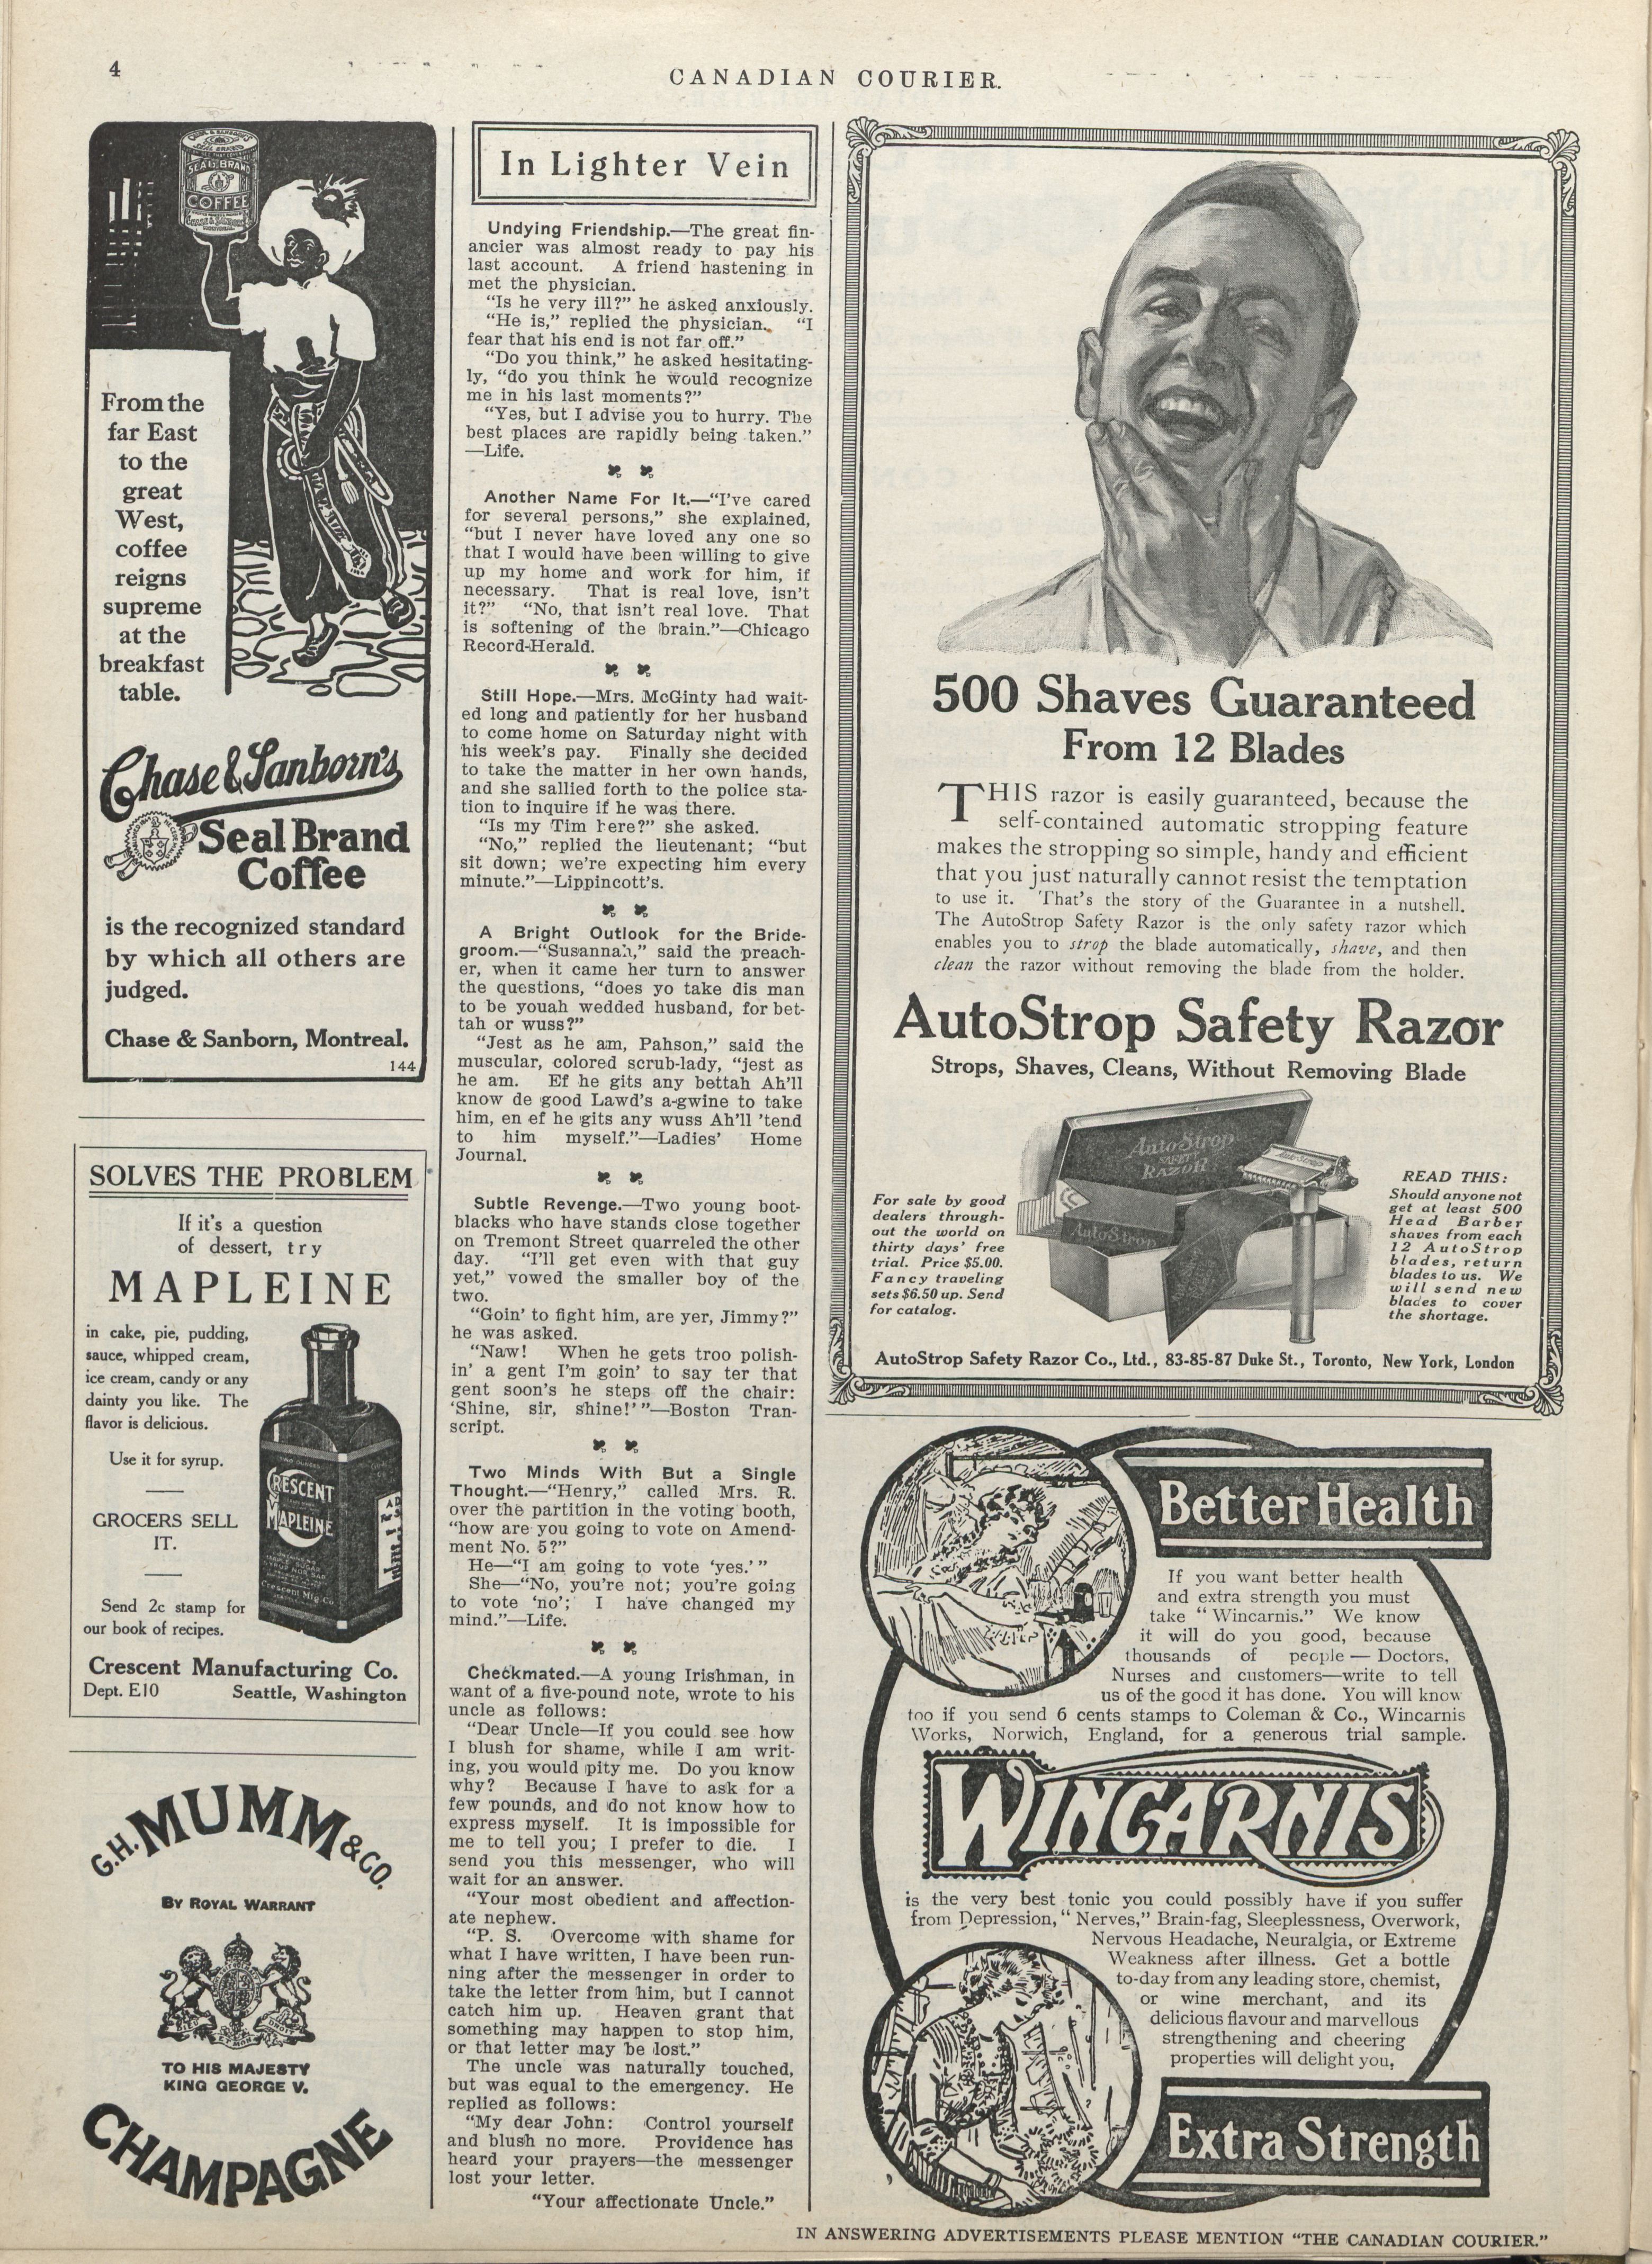 4
CANADIAN COURIER.
CHASE & SANBORN'S
SEAL BRAND
SEAL BRAND
COFFEE
Chase & Sanborn
MONTREAL
From the
far East
to the
great
West,
coffee
reigns
supreme
at the
breakfast
table.
Chase & Sanborn's
Seal Brand
Coffee
is the recognized standard
by which all others are
judged.
Chase & Sanborn, Montreal.
144
SOLVES THE PROBLEM
If it's a question
of dessert, try
MAPLEINE
in cake, pie, pudding,
sauce, whipped cream,
ice cream, candy or any
dainty you like. The
flavor is delicious.
Use it for syrup.
GROCERS SELL
IT.
Send 2c stamp for
our book of recipes.
TWO OUNCES
CRESCENT
MAPLEINE
Crescent Mfg. Co.
Crescent Manufacturing Co.
Dept. E10 Seattle, Washington
G.H. MUMM & CO.
BY ROYAL WARRANT
TO HIS MAJESTY
KING GEORGE V.
CHAMPAGNE
In Lighter Vein
Undying Friendship.—The great fin-
ancier was almost ready to pay his
last account. A friend hastening in
met the physician.
"Is he very ill?" he asked anxiously.
"He is," replied the physician. "I
fear that his end is not far off."
"Do you think," he asked hesitating-
ly, "do you think he would recognize
me in his last moments?"
"Yes, but I advise you to hurry. The
best places are rapidly being taken."
—Life.
Another Name For It.—"I've cared
for several persons," she explained,
"but I never have loved any one so
that I would have been willing to give
up my home and work for him, if
necessary. That is real love, isn't
it?" "No, that isn't real love. That
is softening of the brain."—Chicago
Record-Herald.
Still Hope.—Mrs. McGinty had wait-
ed long and patiently for her husband
to come home on Saturday night with
his week's pay. Finally she decided
to take the matter in her own hands,
and she sallied forth to the police sta-
tion to inquire if he was there.
"Is my Tim here?" she asked.
"No," replied the lieutenant; "but
sit down; we're expecting him every
minute."—Lippincott's.
A Bright Outlook for the Bride-
groom.—"Susannah," said the preach-
er, when it came her turn to answer
the questions, "does yo take dis man
to be youah wedded husband, for bet-
tah or wuss?"
"Jest as he am, Pahson," said the
muscular, colored scrub-lady, "jest as
he am. Ef he gits any bettah Ah'll
know de good Lawd's a-gwine to take
him, en ef he gits any wuss Ah'll 'tend
to him myself."—Ladies' Home
Journal.
Subtle Revenge.—Two young boot-
blacks who have stands close together
on Tremont Street quarreled the other
day. "I'll get even with that guy
yet," vowed the smaller boy of the
two.
"Goin' to fight him, are yer, Jimmy?"
he was asked.
"Naw! When he gets troo polish-
in' a gent I'm goin' to say ter that
gent soon's he steps off the chair:
'Shine, sir, shine!'"—Boston Tran-
script.
Two Minds With But a Single
Thought.—"Henry," called Mrs. R.
over the partition in the voting booth,
"how are you going to vote on Amend-
ment No. 5?"
He—"I am going to vote 'yes.'"
She—"No, you're not; you're going
to vote 'no'; I have changed my
mind."—Life.
Checkmated.—A young Irishman, in
want of a five-pound note, wrote to his
uncle as follows:
"Dear Uncle—If you could see how
I blush for shame, while I am writ-
ing, you would pity me. Do you know
why? Because I have to ask for a
few pounds, and do not know how to
express myself. It is impossible for
me to tell you; I prefer to die. I
send you this messenger, who will
wait for an answer.
"Your most obedient and affection-
ate nephew.
"P. S. Overcome with shame for
what I have written, I have been run-
ning after the messenger in order to
take the letter from him, but I cannot
catch him up. Heaven grant that
something may happen to stop him,
or that letter may be lost."
The uncle was naturally touched,
but was equal to the emergency. He
replied as follows:
"My dear John: Control yourself
and blush no more. Providence has
heard your prayers—the messenger
lost your letter.
"Your affectionate Uncle."
500 Shaves Guaranteed
From 12 Blades
THIS razor is easily guaranteed, because the
self-contained automatic stropping feature
makes the stropping so simple, handy and efficient
that you just naturally cannot resist the temptation
to use it. That's the story of the Guarantee in a nutshell.
The AutoStrop Safety Razor is the only safety razor which
enables you to strop the blade automatically, shave, and then
clean the razor without removing the blade from the holder.
AutoStrop Safety Razor
Strops, Shaves, Cleans, Without Removing Blade
For sale by good
dealers through-
out the world on
thirty days' free
trial. Price $5.00.
Fancy traveling
sets $6.50 up. Send
for catalog.
AutoStrop
SAFETY
RAZOR
AutoStrop
AutoStrop
READ THIS:
Should anyone not
get at least 500
Head Barber
shaves from each
12 AutoStrop
blades, return
blades to us. We
will send new
blades to cover
the shortage.
AutoStrop Safety Razor Co., Ltd., 83-85-87 Duke St., Toronto, New York, London
Better Health
If you want better health
and extra strength you must
take "Wincarnis." We know
it will do you good, because
thousands of people — Doctors,
Nurses and customers—write to tell
us of the good it has done. You will know
too if you send 6 cents stamps to Coleman & Co., Wincarnis
Works, Norwich, England, for a generous trial sample.
WINCARNIS
is the very best tonic you could possibly have if you suffer
from Depression, "Nerves," Brain-fag, Sleeplessness, Overwork,
Nervous Headache, Neuralgia, or Extreme
Weakness after illness. Get a bottle
to-day from any leading store, chemist,
or wine merchant, and its
delicious flavour and marvellous
strengthening and cheering
properties will delight you.
Extra Strength
IN ANSWERING ADVERTISEMENTS PLEASE MENTION "THE CANADIAN COURIER."